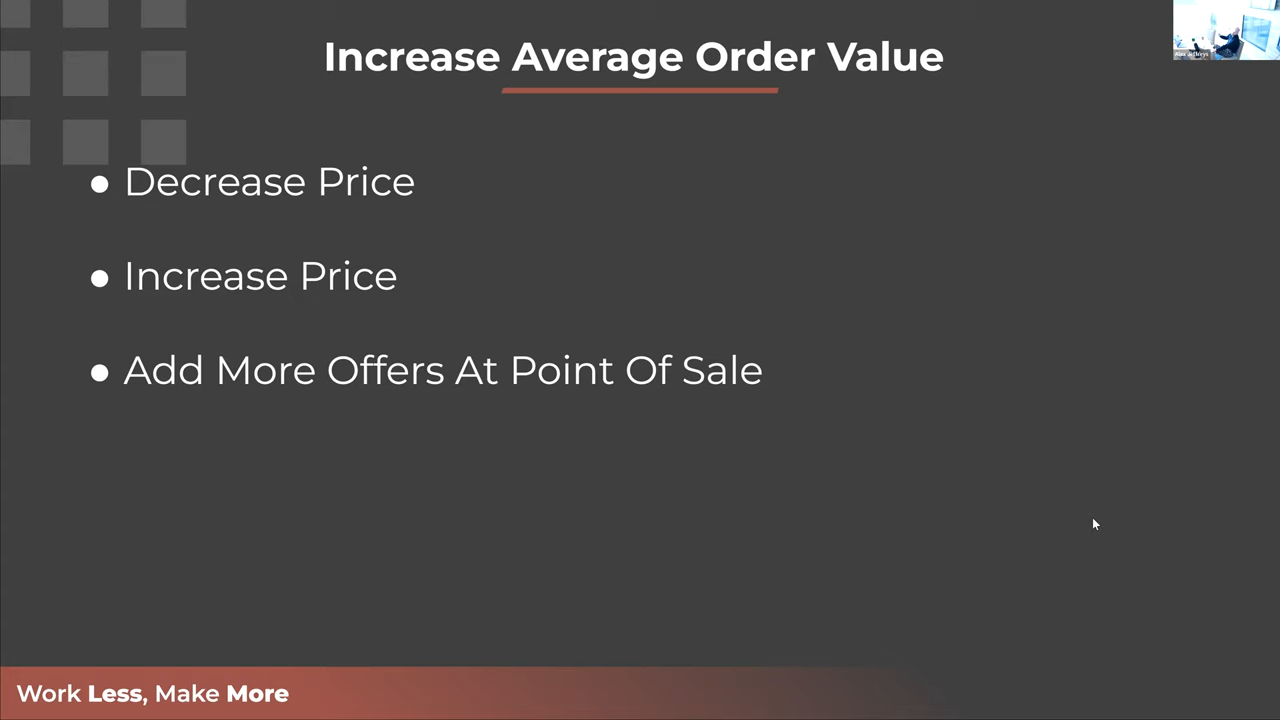 Increase Average Order Value
• Decrease Price
• Increase Price
• Add More Offers At Point Of Sale
Work Less, Make More